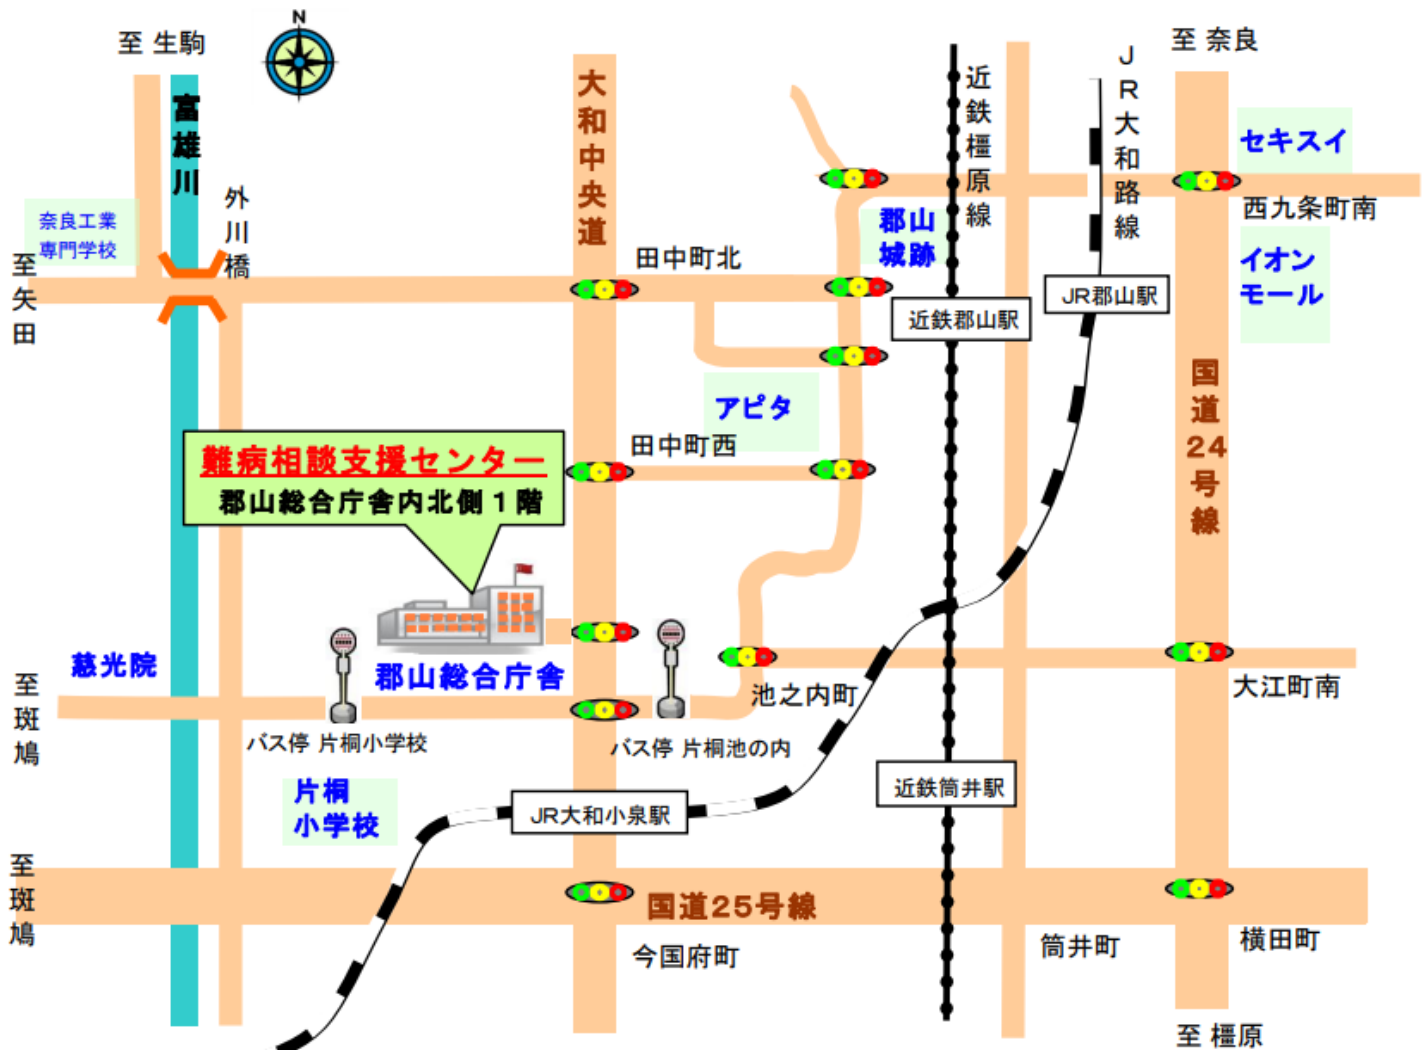 N
至 生駒
富雄川
奈良工業
専門学校
外川橋
至矢田
大和中央道
近鉄橿原線
JR大和路線
至 奈良
セキスイ
西九条町南
イオン
モール
郡山
城跡
田中町北
近鉄郡山駅
JR郡山駅
アピタ
田中町西
国道24号線
難病相談支援センター
郡山総合庁舎内北側1階
慈光院
郡山総合庁舎
至斑鳩
バス停 片桐小学校
バス停 片桐池の内
池之内町
大江町南
片桐
小学校
JR大和小泉駅
近鉄筒井駅
至斑鳩
国道25号線
今国府町
筒井町
横田町
至 橿原